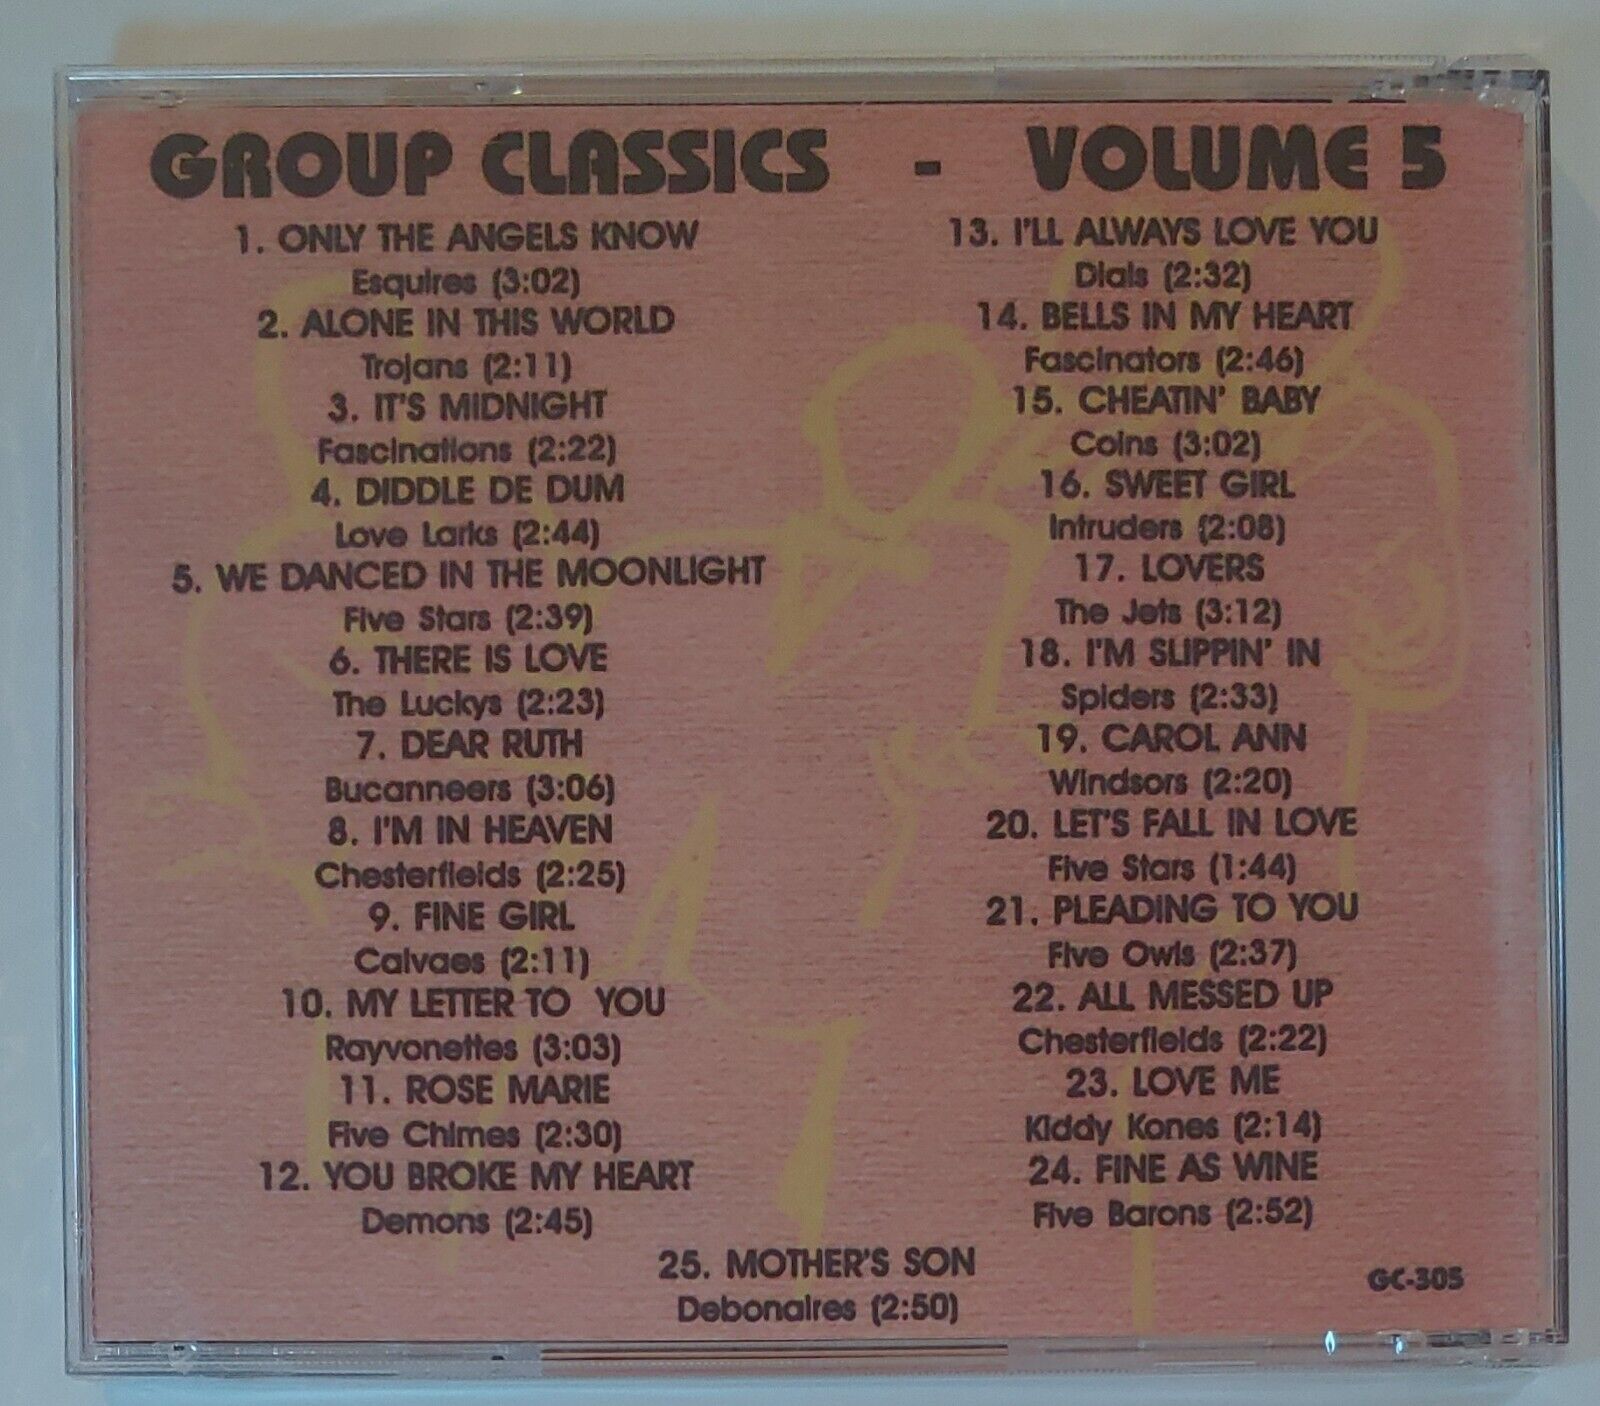 GROUP CLASSICS - VOLUME 5
1. ONLY THE ANGELS KNOW
Esquires (3:02)
2. ALONE IN THIS WORLD
Trojans (2:11)
3. IT'S MIDNIGHT
Fascinations (2:22)
4. DIDDLE DE DUM
Love Larks (2:44)
5. WE DANCED IN THE MOONLIGHT
Five Stars (2:39)
6. THERE IS LOVE
The Luckys (2:23)
7. DEAR RUTH
Bucanneers (3:06)
8. I'M IN HEAVEN
Chesterfields (2:25)
9. FINE GIRL
Calvaes (2:11)
10. MY LETTER TO YOU
Rayvonettes (3:03)
11. ROSE MARIE
Five Chimes (2:30)
12. YOU BROKE MY HEART
Demons (2:45)
13. I'LL ALWAYS LOVE YOU
Dials (2:32)
14. BELLS IN MY HEART
Fascinators (2:46)
15. CHEATIN' BABY
Coins (3:02)
16. SWEET GIRL
Intruders (2:08)
17. LOVERS
The Jets (3:12)
18. I'M SLIPPIN' IN
Spiders (2:33)
19. CAROL ANN
Windsors (2:20)
20. LET'S FALL IN LOVE
Five Stars (1:44)
21. PLEADING TO YOU
Five Owls (2:37)
22. ALL MESSED UP
Chesterfields (2:22)
23. LOVE ME
Kiddy Kones (2:14)
24. FINE AS WINE
Five Barons (2:52)
25. MOTHER'S SON
Debonaires (2:50)
GC-305